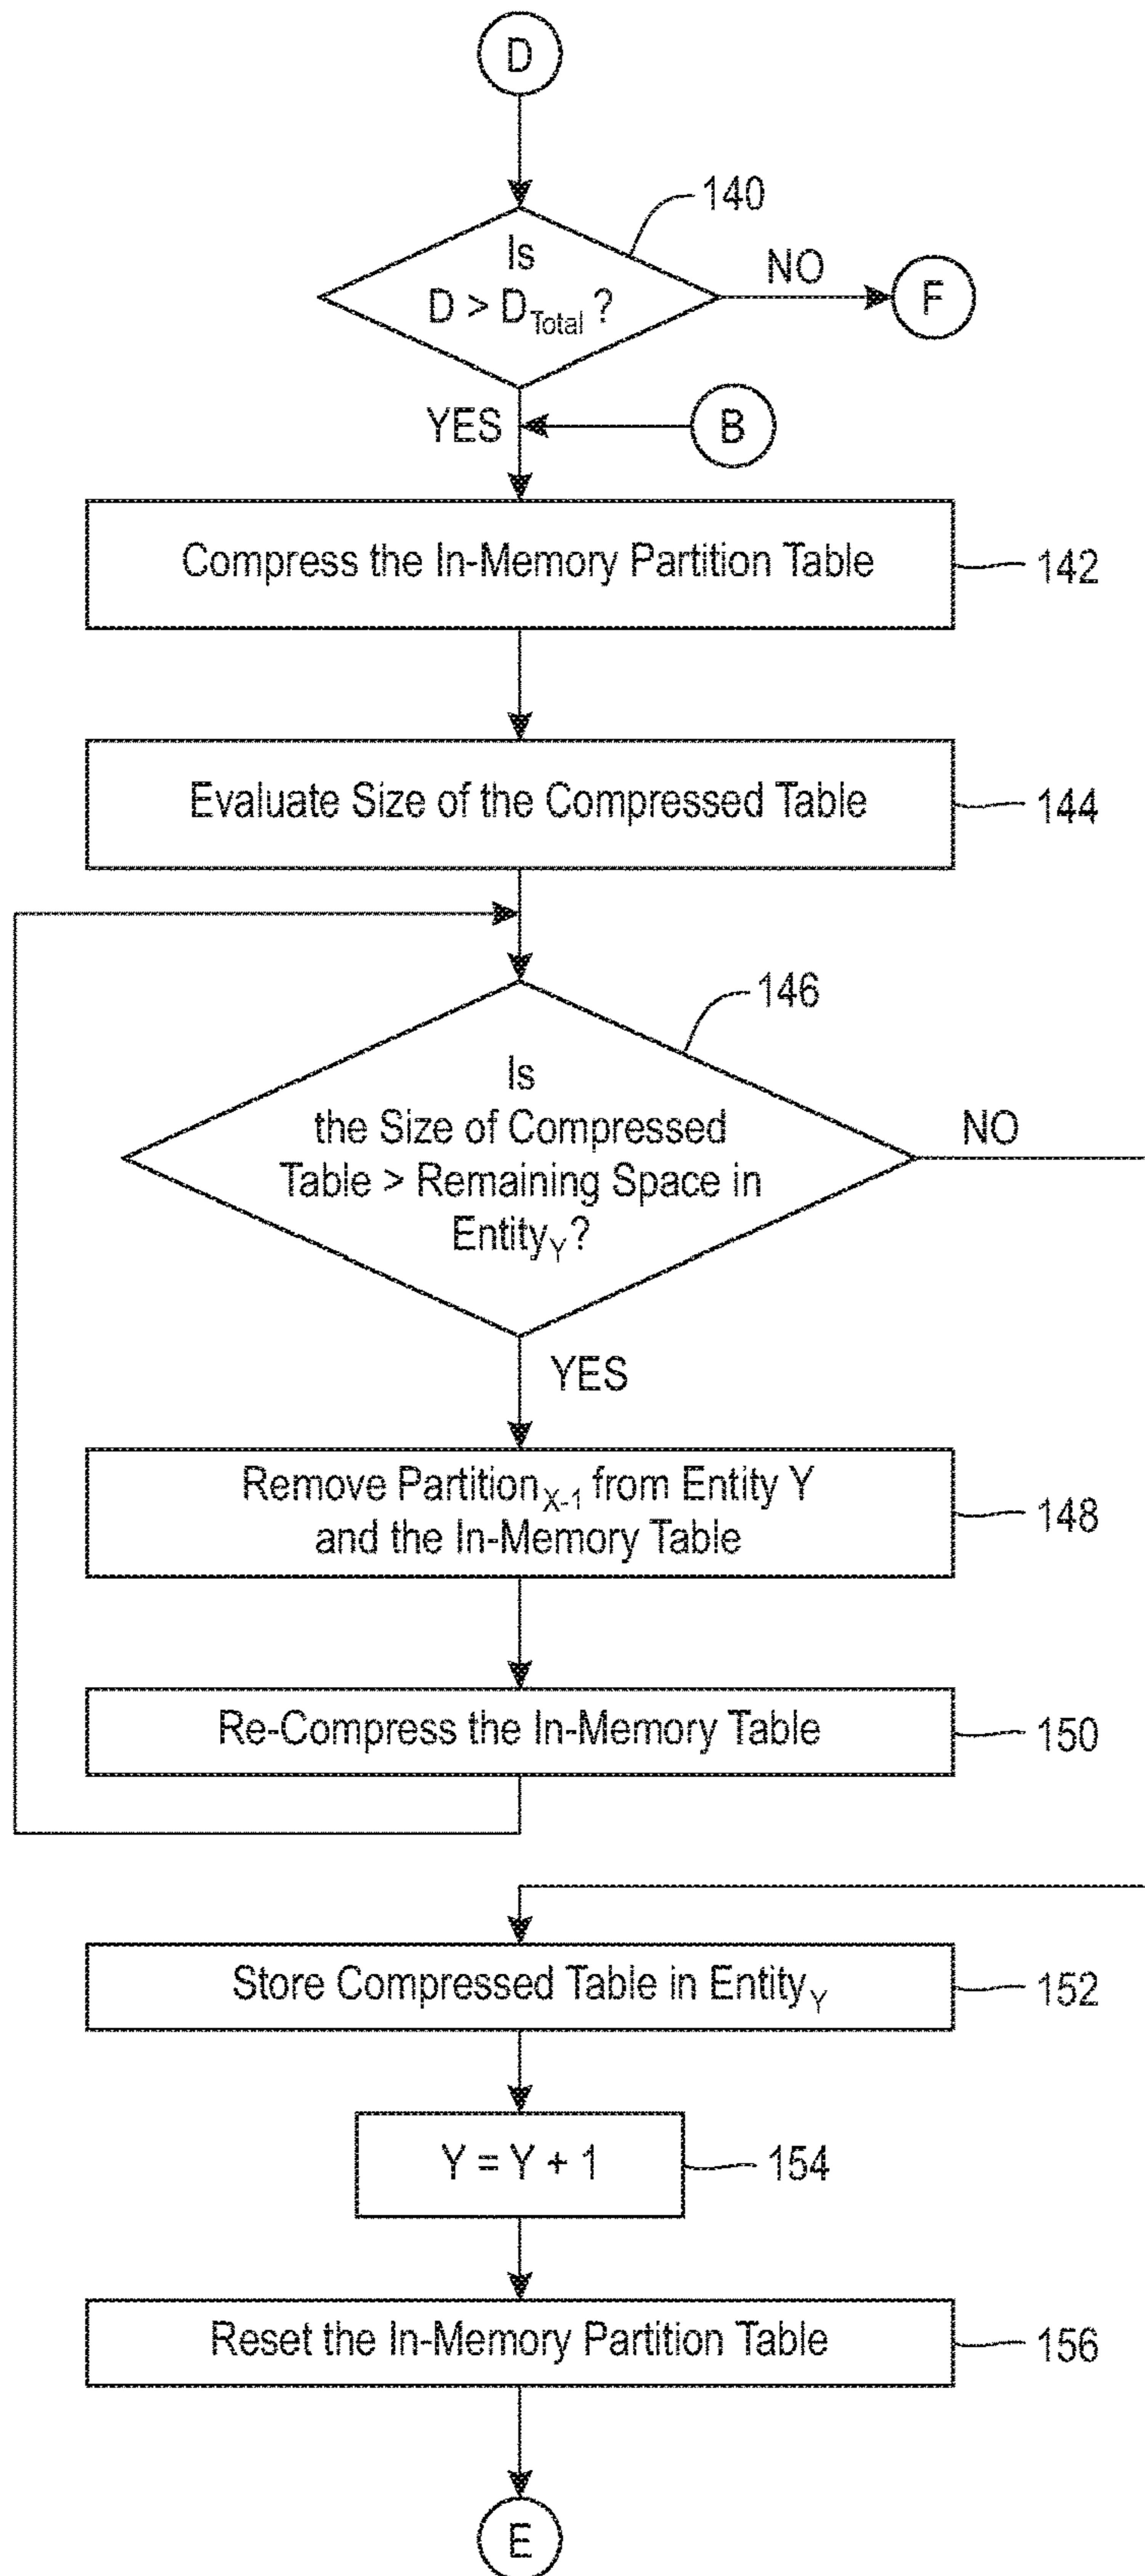 D
140
Is
D > D_Total ?
NO
F
YES
B
Compress the In-Memory Partition Table
142
Evaluate Size of the Compressed Table
144
146
Is
the Size of Compressed
Table > Remaining Space in
Entity_Y?
NO
YES
Remove Partition_X-1 from Entity Y
and the In-Memory Table
148
Re-Compress the In-Memory Table
150
Store Compressed Table in Entity_Y
152
Y = Y + 1
154
Reset the In-Memory Partition Table
156
E